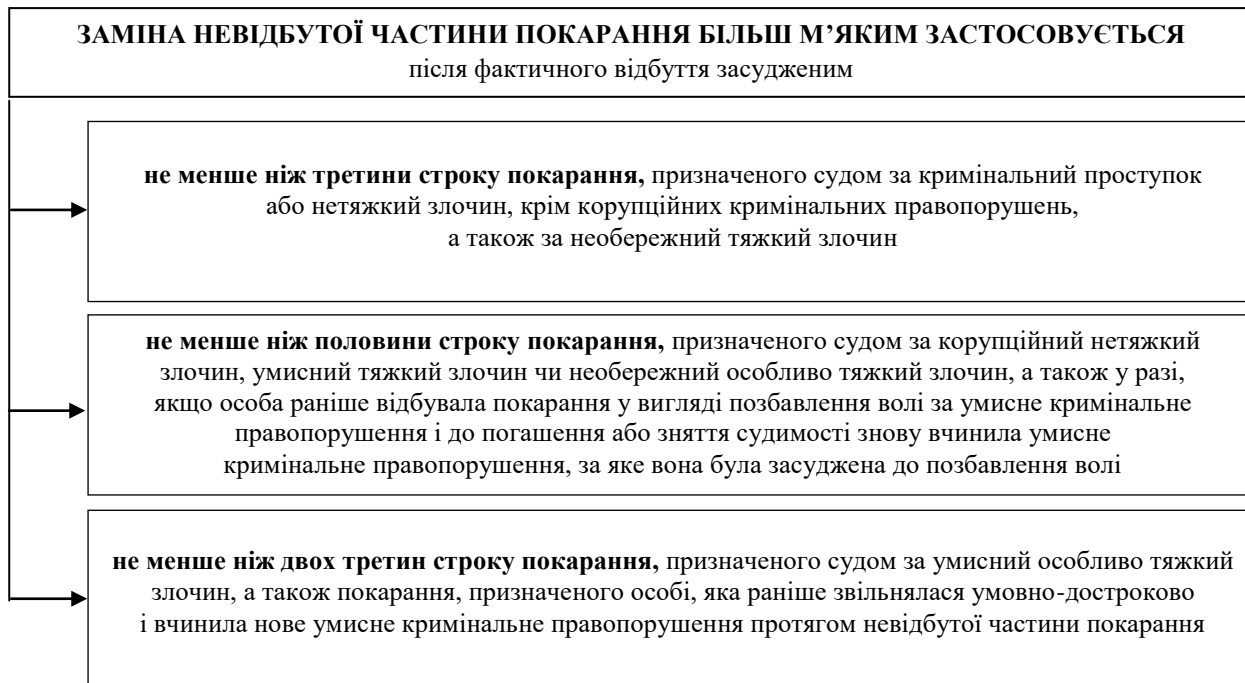 ЗАМІНА НЕВІДБУТОЇ ЧАСТИНИ ПОКАРАННЯ БІЛЬШ М’ЯКИМ ЗАСТОСОВУЄТЬСЯ
після фактичного відбуття засудженим
не менше ніж третини строку покарання, призначеного судом за кримінальний проступок
або нетяжкий злочин, крім корупційних кримінальних правопорушень,
а також за необережний тяжкий злочин
не менше ніж половини строку покарання, призначеного судом за корупційний нетяжкий
злочин, умисний тяжкий злочин чи необережний особливо тяжкий злочин, а також у разі,
якщо особа раніше відбувала покарання у вигляді позбавлення волі за умисне кримінальне
правопорушення і до погашення або зняття судимості знову вчинила умисне
кримінальне правопорушення, за яке вона була засуджена до позбавлення волі
не менше ніж двох третин строку покарання, призначеного судом за умисний особливо тяжкий
злочин, а також покарання, призначеного особі, яка раніше звільнялася умовно-достроково
і вчинила нове умисне кримінальне правопорушення протягом невідбутої частини покарання